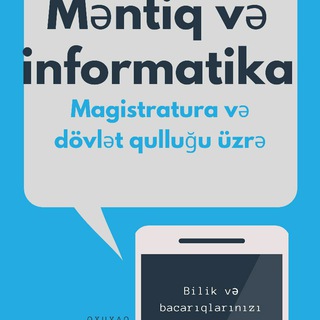 Məntiq və
informatika
Magistratura və
dövlət qulluğu üzrə
Bilik və
bacarıqlarınızı